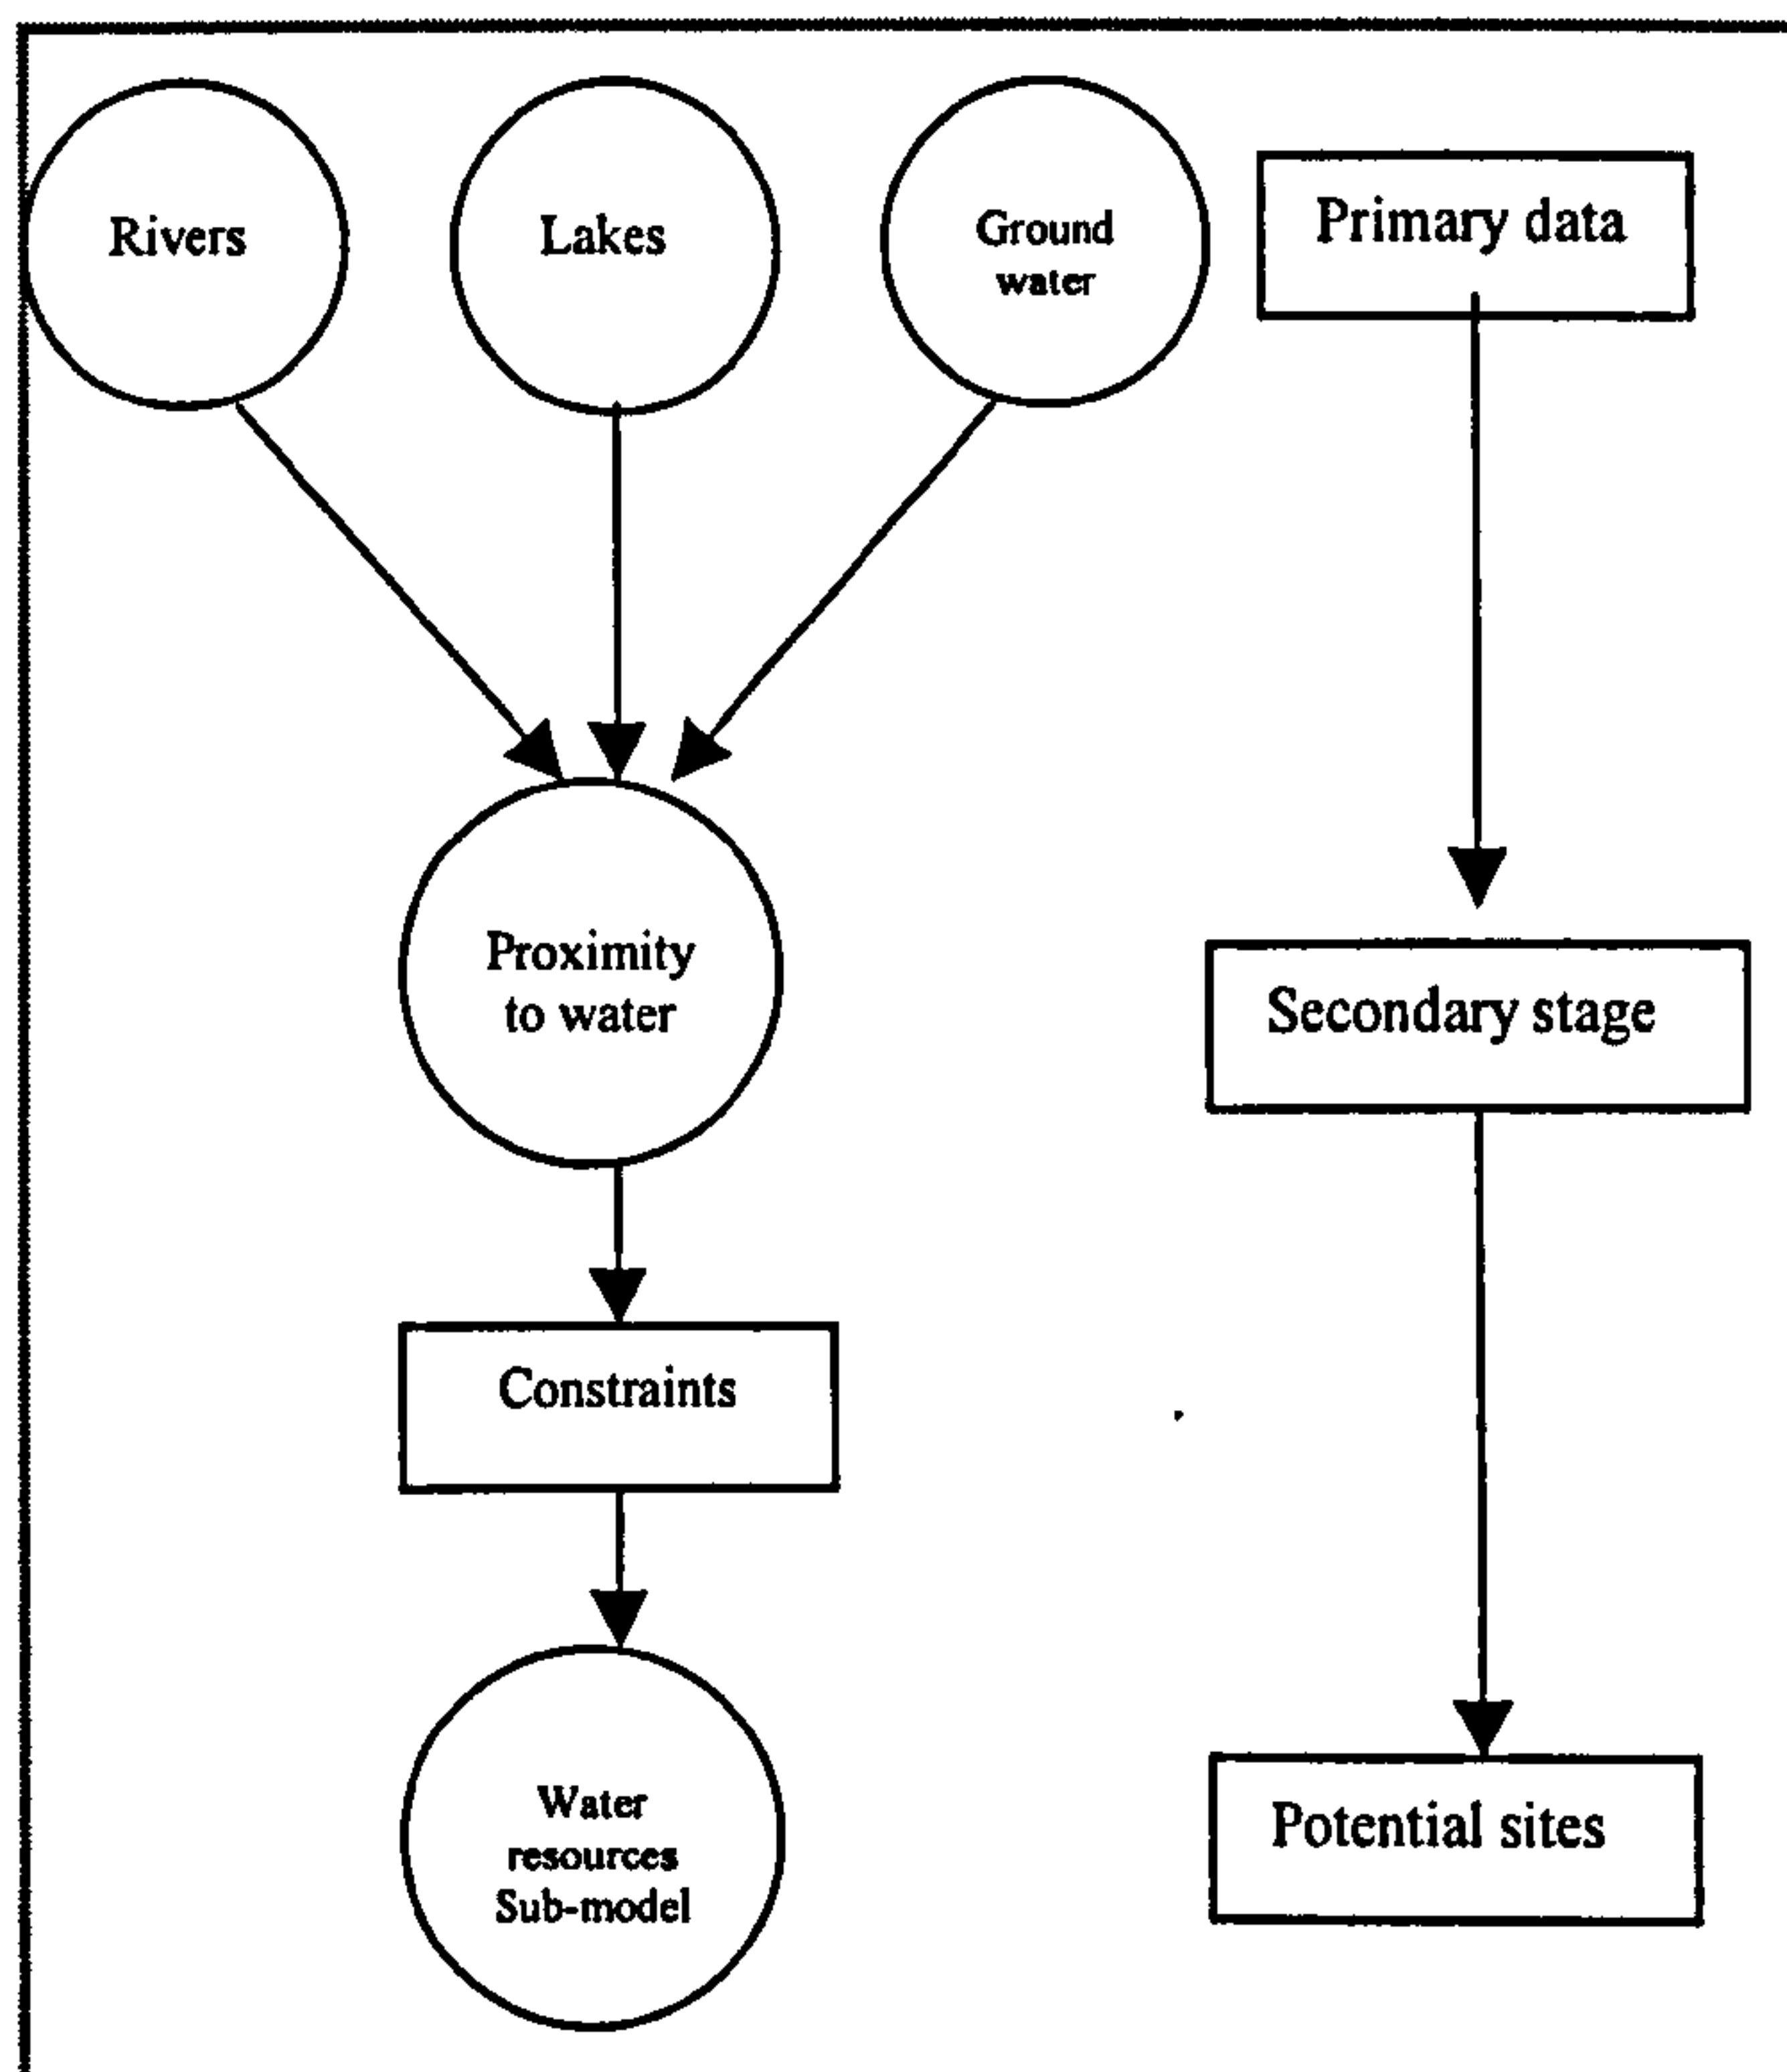 Rivers
Lakes
Ground
water
Primary data
Proximity
to water
Secondary stage
Constraints
Water
resources
Sub-model
Potential sites